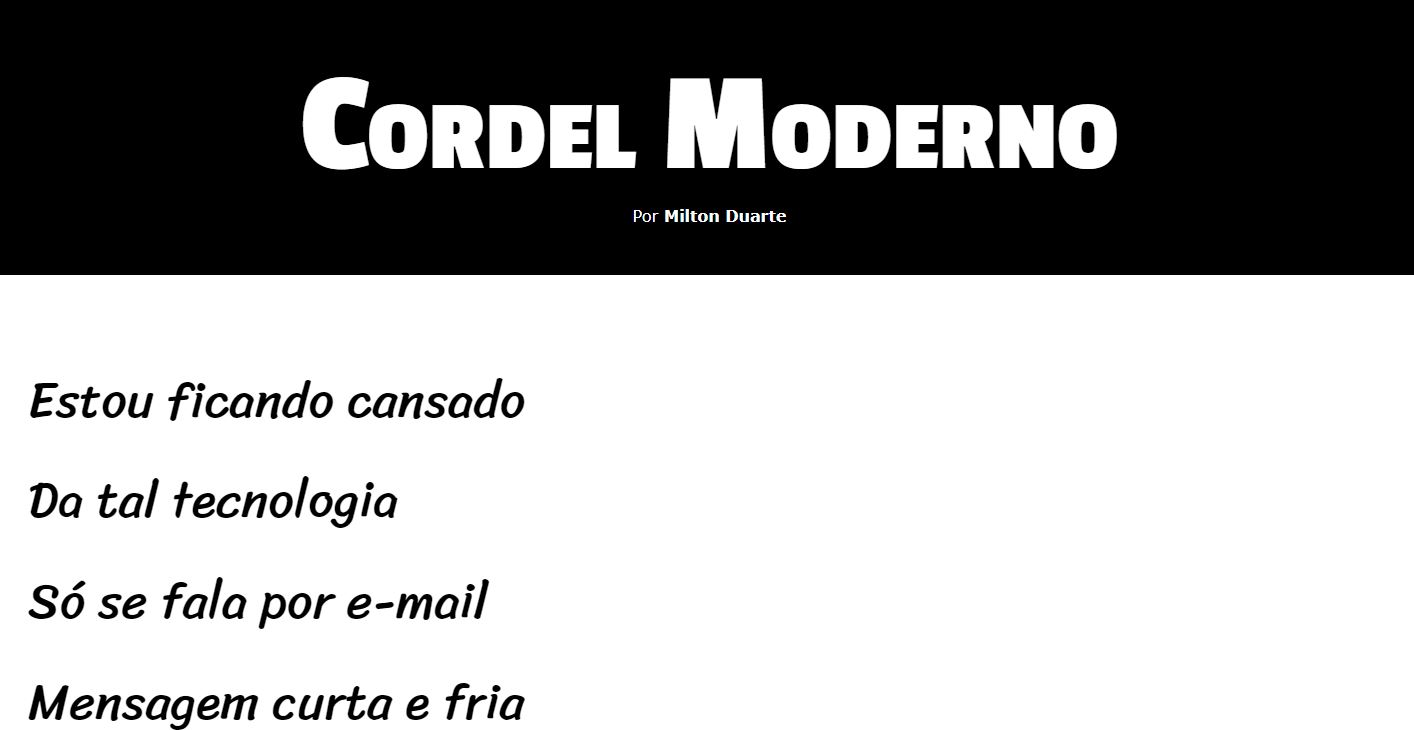 Cordel Moderno
Por Milton Duarte
Estou ficando cansado
Da tal tecnologia
Só se fala por e-mail
Mensagem curta e fria